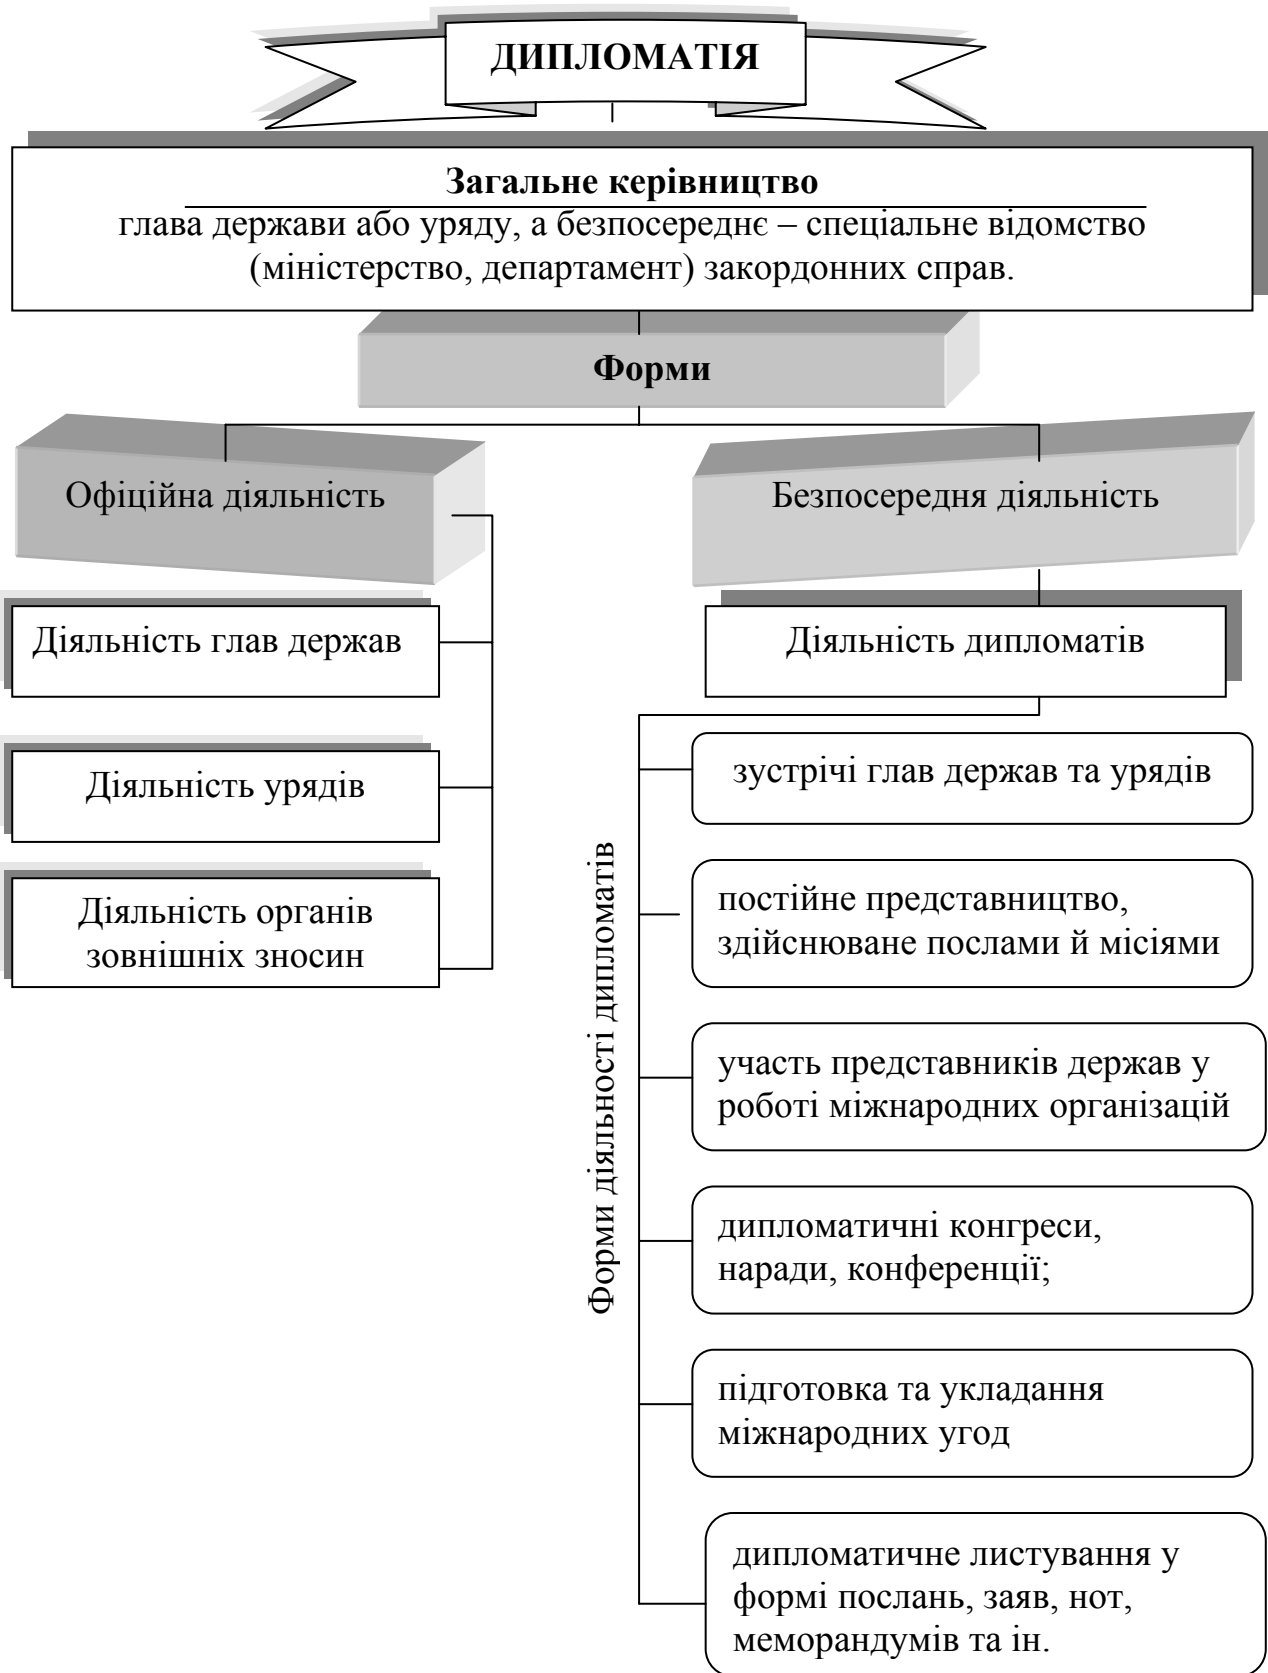 ДИПЛОМАТІЯ
Загальне керівництво
глава держави або уряду, а безпосереднє – спеціальне відомство
(міністерство, департамент) закордонних справ.
Форми
Офіційна діяльність
Діяльність глав держав
Діяльність урядів
Діяльність органів
зовнішніх зносин
Безпосередня діяльність
Діяльність дипломатів
Форми діяльності дипломатів
зустрічі глав держав та урядів
постійне представництво,
здійснюване послами й місіями
участь представників держав у
роботі міжнародних організацій
дипломатичні конгреси,
наради, конференції;
підготовка та укладання
міжнародних угод
дипломатичне листування у
формі послань, заяв, нот,
меморандумів та ін.